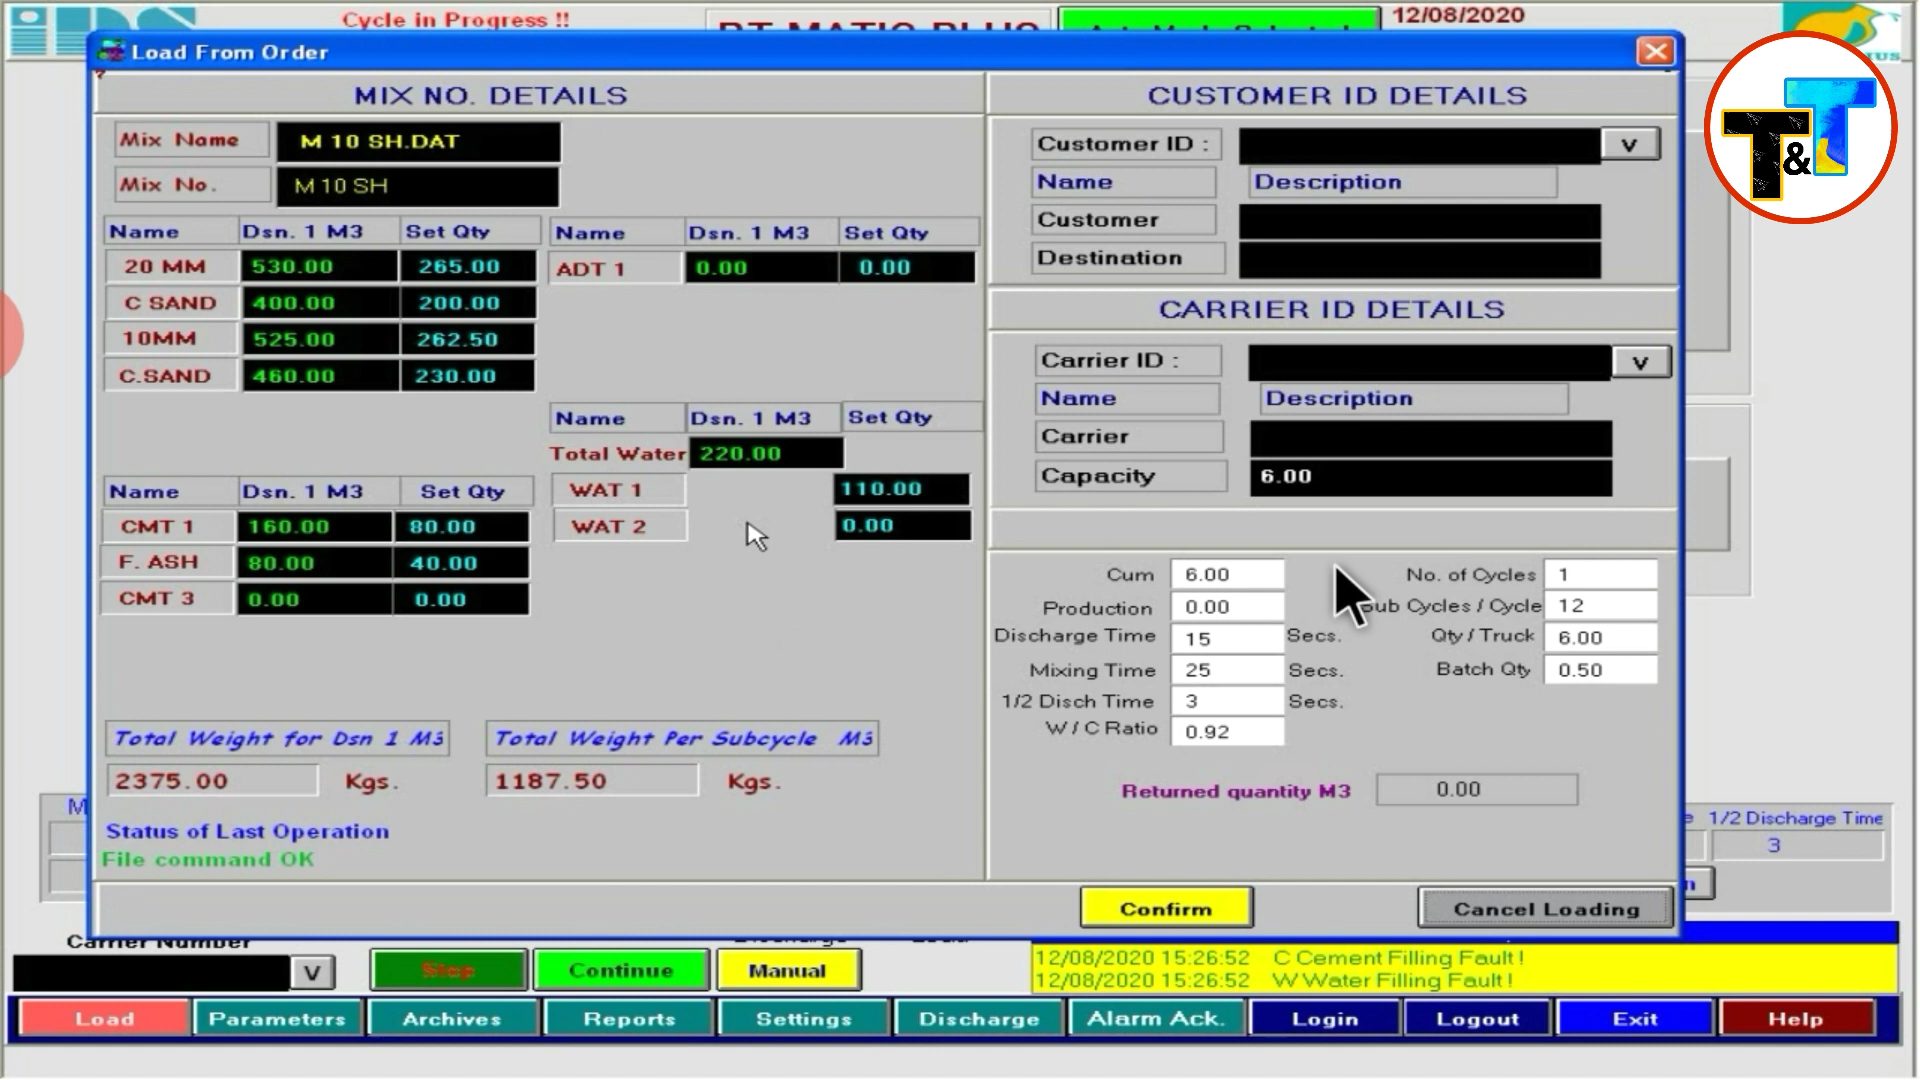 Cycle in Progress !!
12/08/2020
Load From Order
MIX NO. DETAILS
Mix Name M 10 SH.DAT
Mix No. M 10 SH
Name Dsn. 1 M3 Set Qty
20 MM 530.00 265.00
C SAND 400.00 200.00
10MM 525.00 262.50
C.SAND 460.00 230.00
Name Dsn. 1 M3 Set Qty
ADT 1 0.00 0.00
Name Dsn. 1 M3 Set Qty
Total Water 220.00
WAT 1 110.00
WAT 2 0.00
Name Dsn. 1 M3 Set Qty
CMT 1 160.00 80.00
F. ASH 80.00 40.00
CMT 3 0.00 0.00
Total Weight for Dsn 1 M3
2375.00 Kgs.
Total Weight Per Subcycle M3
1187.50 Kgs.
Status of Last Operation
File command OK
CUSTOMER ID DETAILS
Customer ID : V
Name Description
Customer
Destination
CARRIER ID DETAILS
Carrier ID : V
Name Description
Carrier
Capacity 6.00
Cum 6.00 No. of Cycles 1
Production 0.00 Sub Cycles / Cycle 12
Discharge Time 15 Secs. Qty / Truck 6.00
Mixing Time 25 Secs. Batch Qty 0.50
1/2 Disch Time 3 Secs.
W / C Ratio 0.92
Returned quantity M3 0.00
Confirm Cancel Loading
T&T
1/2 Discharge Time
3
Carrier Number
V Stop Continue Manual
12/08/2020 15:26:52 C Cement Filling Fault !
12/08/2020 15:26:52 W Water Filling Fault !
Load Parameters Archives Reports Settings Discharge Alarm Ack. Login Logout Exit Help